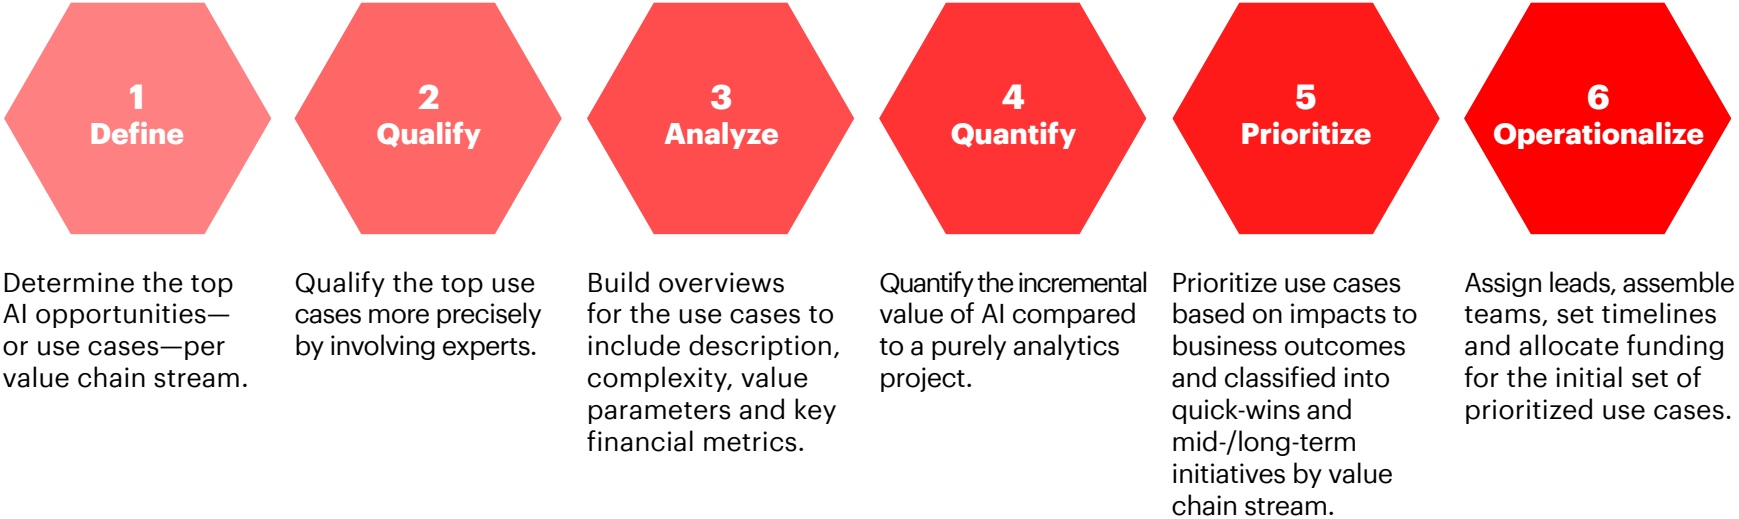 1
Define
Determine the top
AI opportunities—
or use cases—per
value chain stream.
2
Qualify
Qualify the top use
cases more precisely
by involving experts.
3
Analyze
Build overviews
for the use cases to
include description,
complexity, value
parameters and key
financial metrics.
4
Quantify
Quantify the incremental
value of AI compared
to a purely analytics
project.
5
Prioritize
Prioritize use cases
based on impacts to
business outcomes
and classified into
quick-wins and
mid-/long-term
initiatives by value
chain stream.
6
Operationalize
Assign leads, assemble
teams, set timelines
and allocate funding
for the initial set of
prioritized use cases.